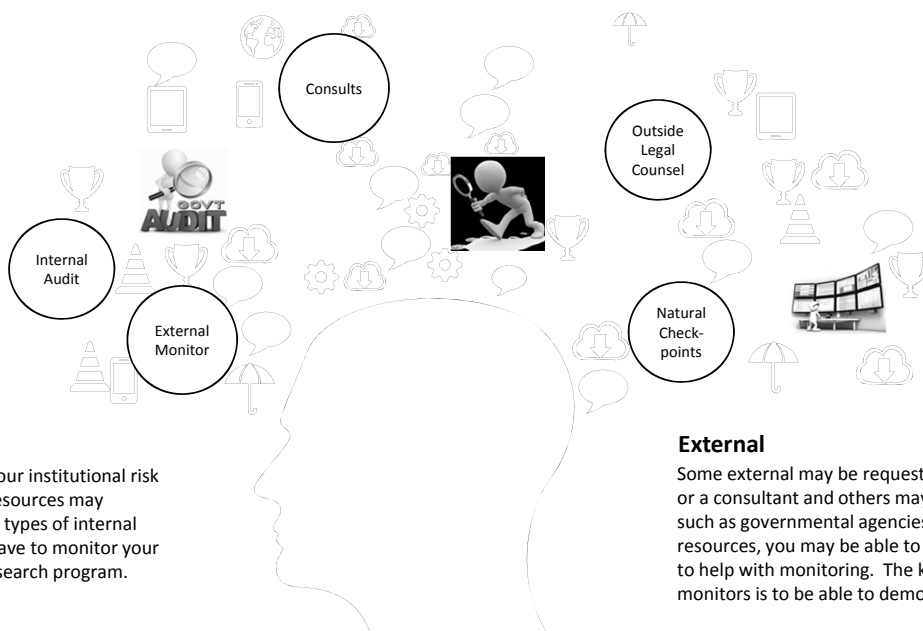 Consults
Outside
Legal
Counsel
GOVT
AUDIT
Internal
Audit
External
Monitor
Natural
Check-
points
our institutional risk
esources may
types of internal
ave to monitor your
search program.
External
Some external may be request
or a consultant and others may
such as governmental agencies
resources, you may be able to
to help with monitoring.  The k
monitors is to be able to demo